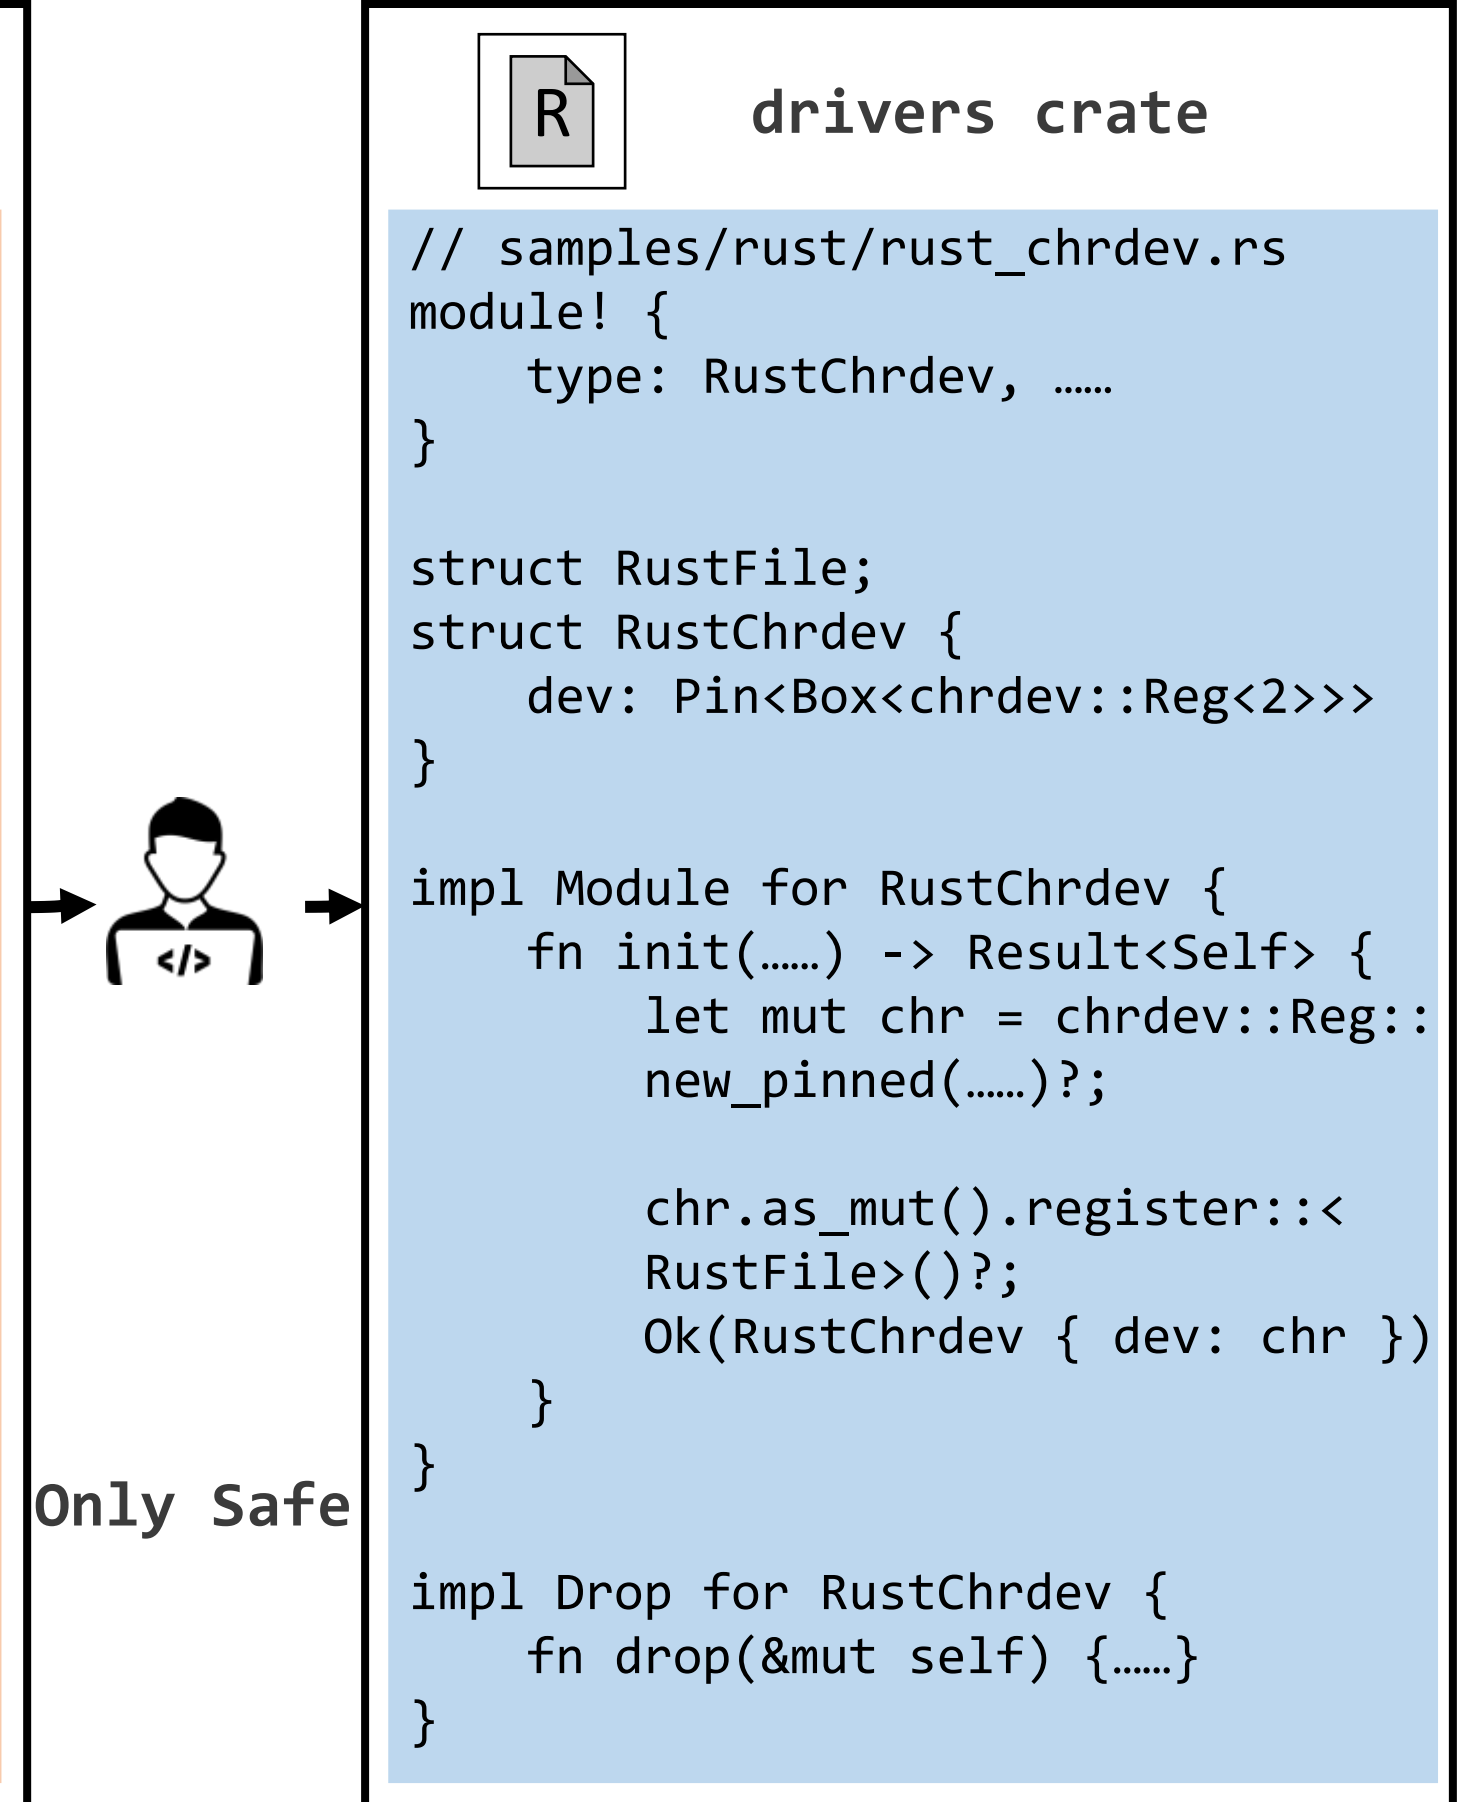 R
drivers crate
// samples/rust/rust_chrdev.rs
module! {
    type: RustChrdev, ……
}

struct RustFile;
struct RustChrdev {
    dev: Pin<Box<chrdev::Reg<2>>>
}

impl Module for RustChrdev {
    fn init(……) -> Result<Self> {
        let mut chr = chrdev::Reg::
        new_pinned(……)?;

        chr.as_mut().register::<
        RustFile>()?;
        Ok(RustChrdev { dev: chr })
    }
}

impl Drop for RustChrdev {
    fn drop(&mut self) {……}
}
</>
Only Safe